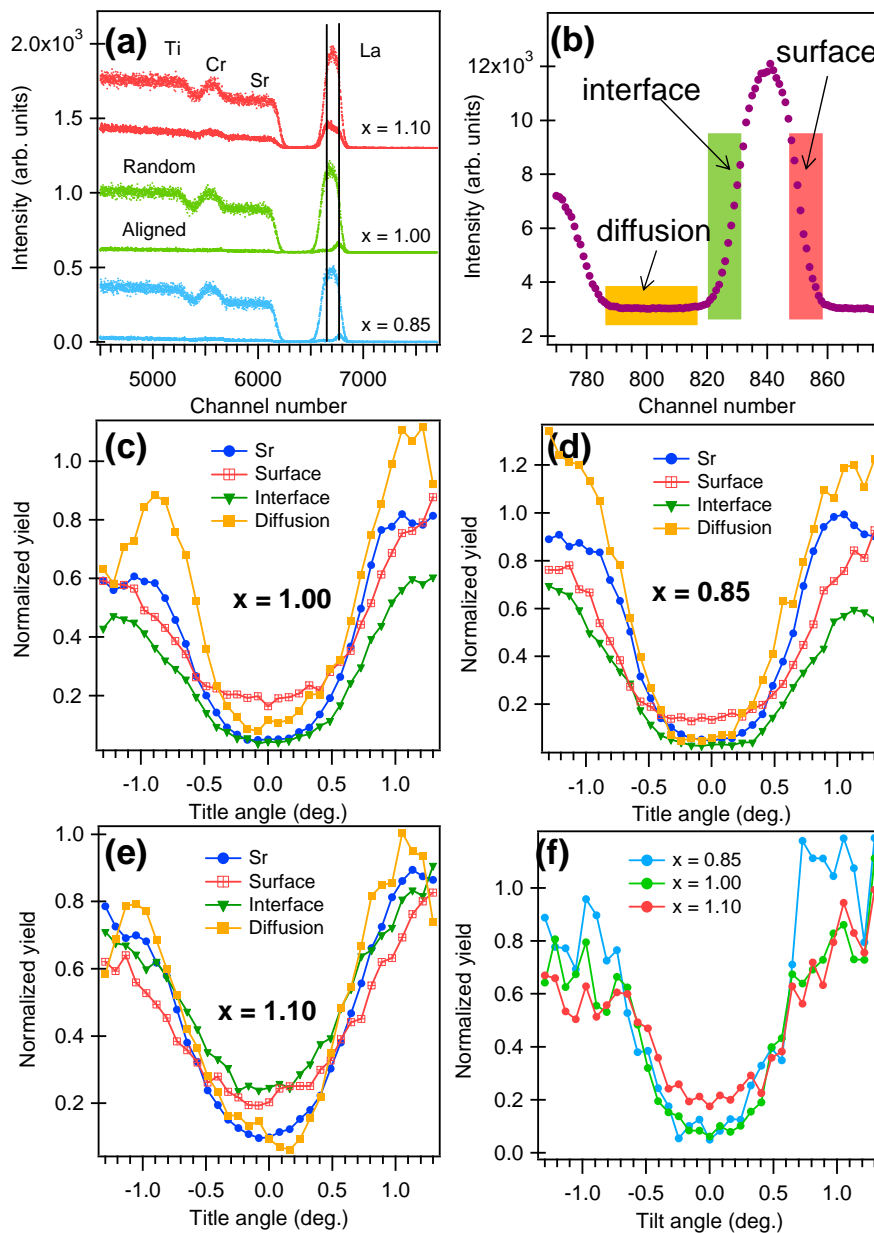 (a)
2.0x10³
1.5
1.0
0.5
0.0
Ti
Cr
Sr
La
x = 1.10
Random
Aligned
x = 1.00
x = 0.85
Intensity (arb. units)
5000 6000 7000
Channel number
(b)
12x10³
10
8
6
4
2
interface
surface
diffusion
Intensity (arb. units)
780 800 820 840 860
Channel number
(c)
1.0
0.8
0.6
0.4
0.2
Sr
Surface
Interface
Diffusion
x = 1.00
Normalized yield
-1.0 -0.5 0.0 0.5 1.0
Title angle (deg.)
(d)
1.2
1.0
0.8
0.6
0.4
0.2
Sr
Surface
Interface
Diffusion
x = 0.85
Normalized yield
-1.0 -0.5 0.0 0.5 1.0
Title angle (deg.)
(e)
1.0
0.8
0.6
0.4
0.2
Sr
Surface
Interface
Diffusion
x = 1.10
Normalized yield
-1.0 -0.5 0.0 0.5 1.0
Title angle (deg.)
(f)
1.0
0.8
0.6
0.4
0.2
0.0
x = 0.85
x = 1.00
x = 1.10
Normalized yield
-1.0 -0.5 0.0 0.5 1.0
Tilt angle (deg.)